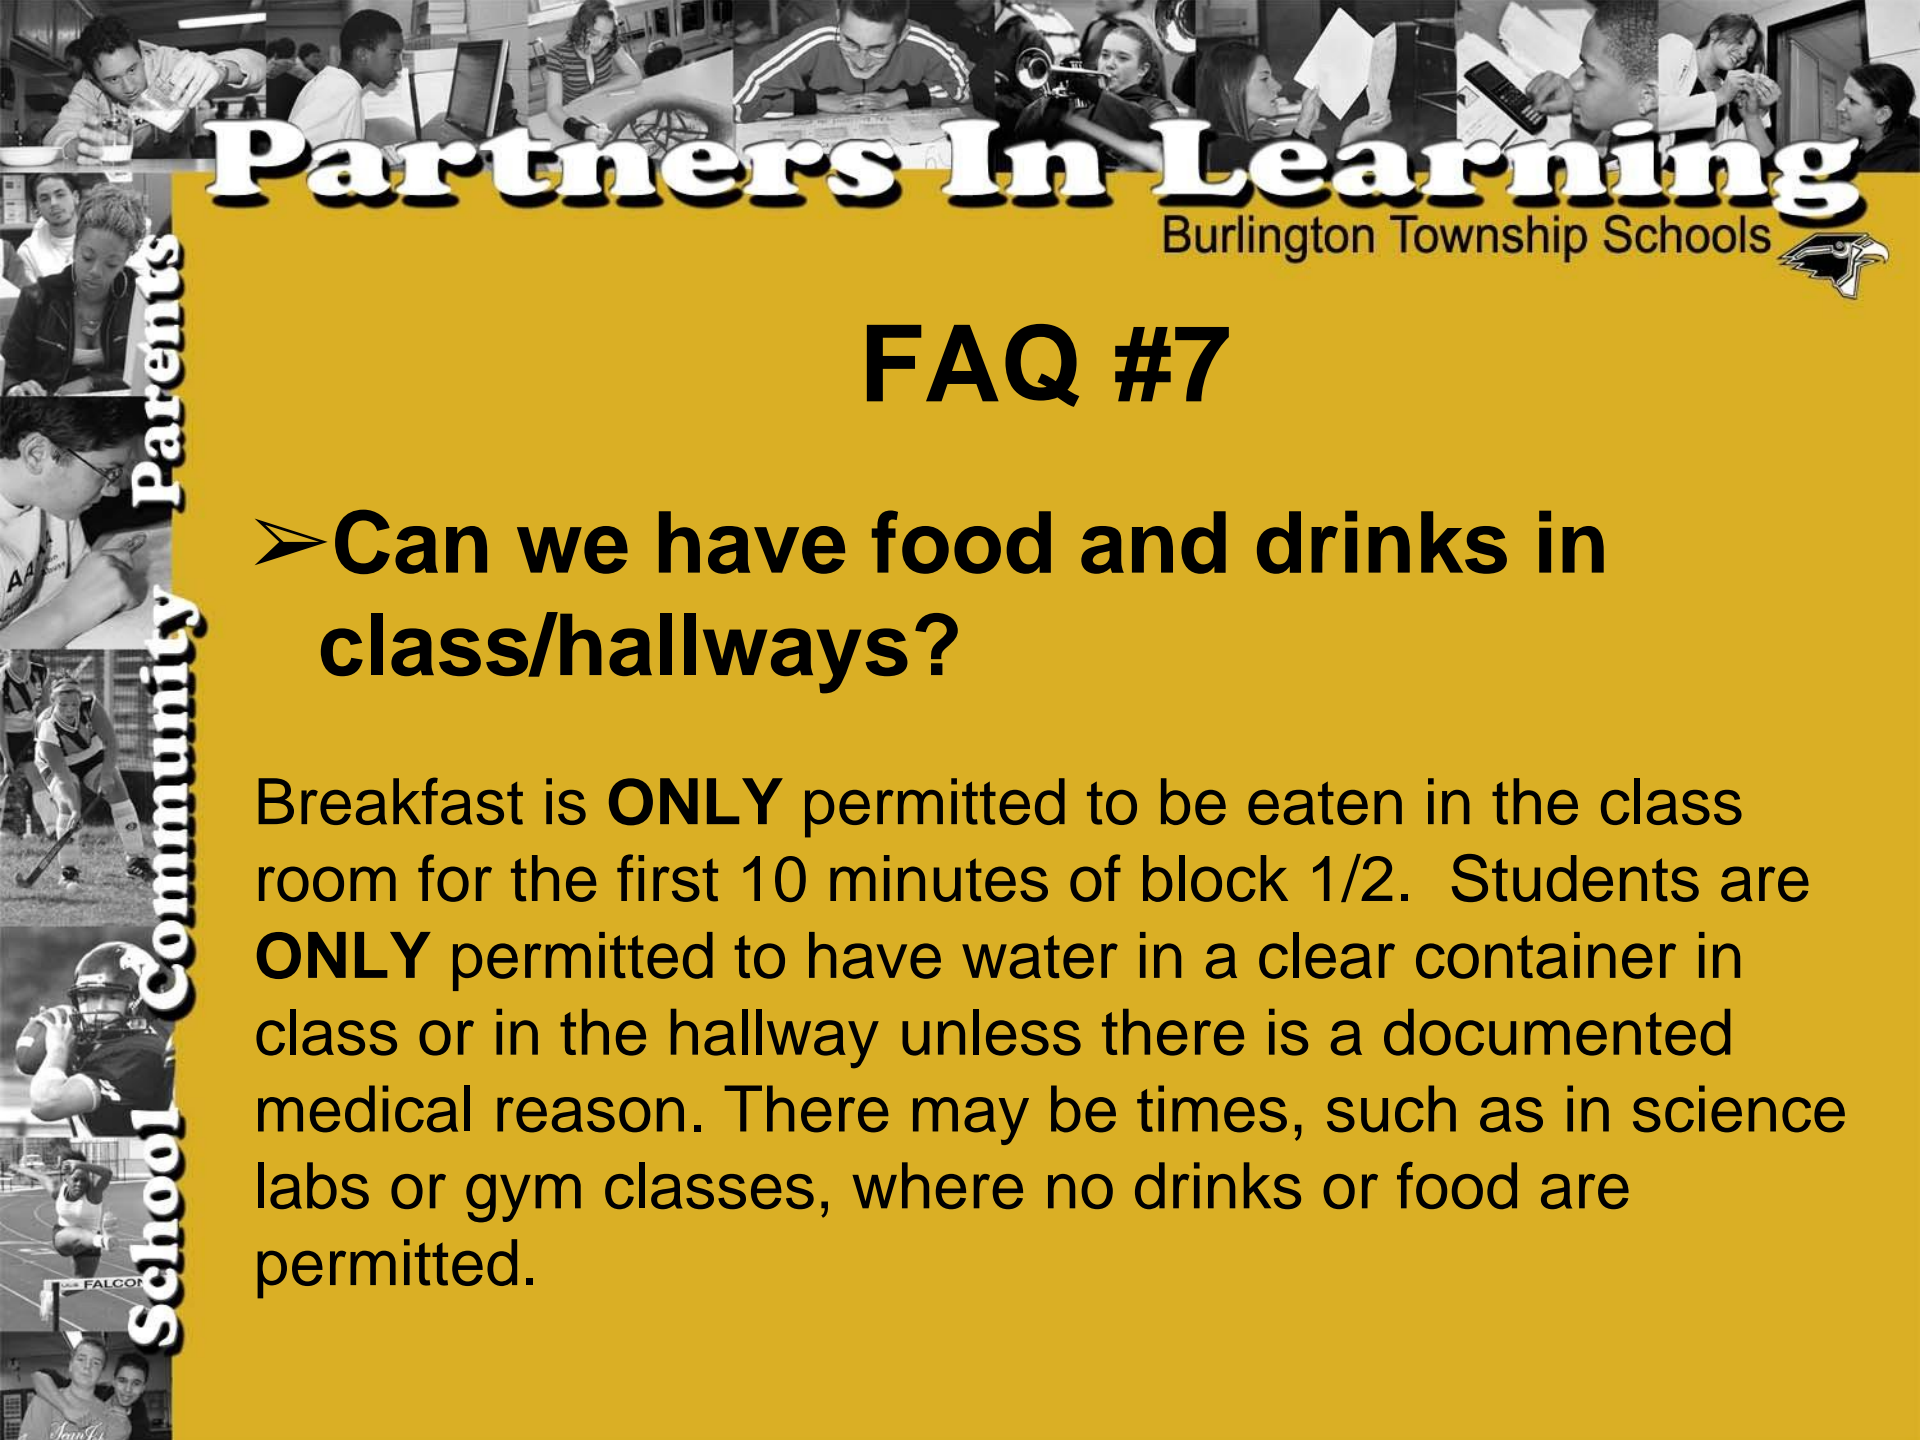 Partners In Learning
Burlington Township Schools
Parents
Community
School
FAQ #7
➢Can we have food and drinks in
class/hallways?
Breakfast is ONLY permitted to be eaten in the class
room for the first 10 minutes of block 1/2.  Students are
ONLY permitted to have water in a clear container in
class or in the hallway unless there is a documented
medical reason. There may be times, such as in science
labs or gym classes, where no drinks or food are
permitted.
FALCON